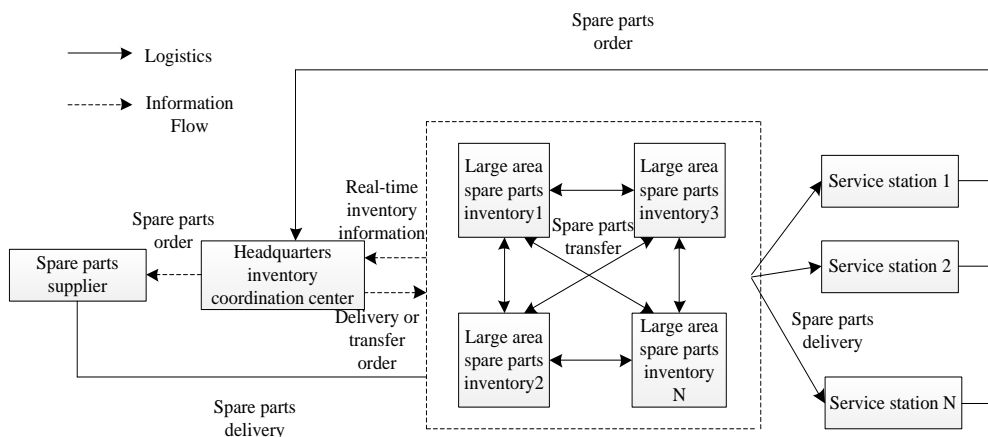 Spare parts
order
Logistics
Information
Flow
Large area
spare parts
inventory1
Large area
spare parts
inventory3
Service station 1
Real-time
inventory
information
Spare parts
transfer
Spare parts
order
Spare parts
supplier
Headquarters
inventory
coordination center
Service station 2
Delivery or
transfer
order
Large area
spare parts
inventory2
Large area
spare parts
inventory
N
Spare parts
delivery
Service station N
Spare parts
delivery